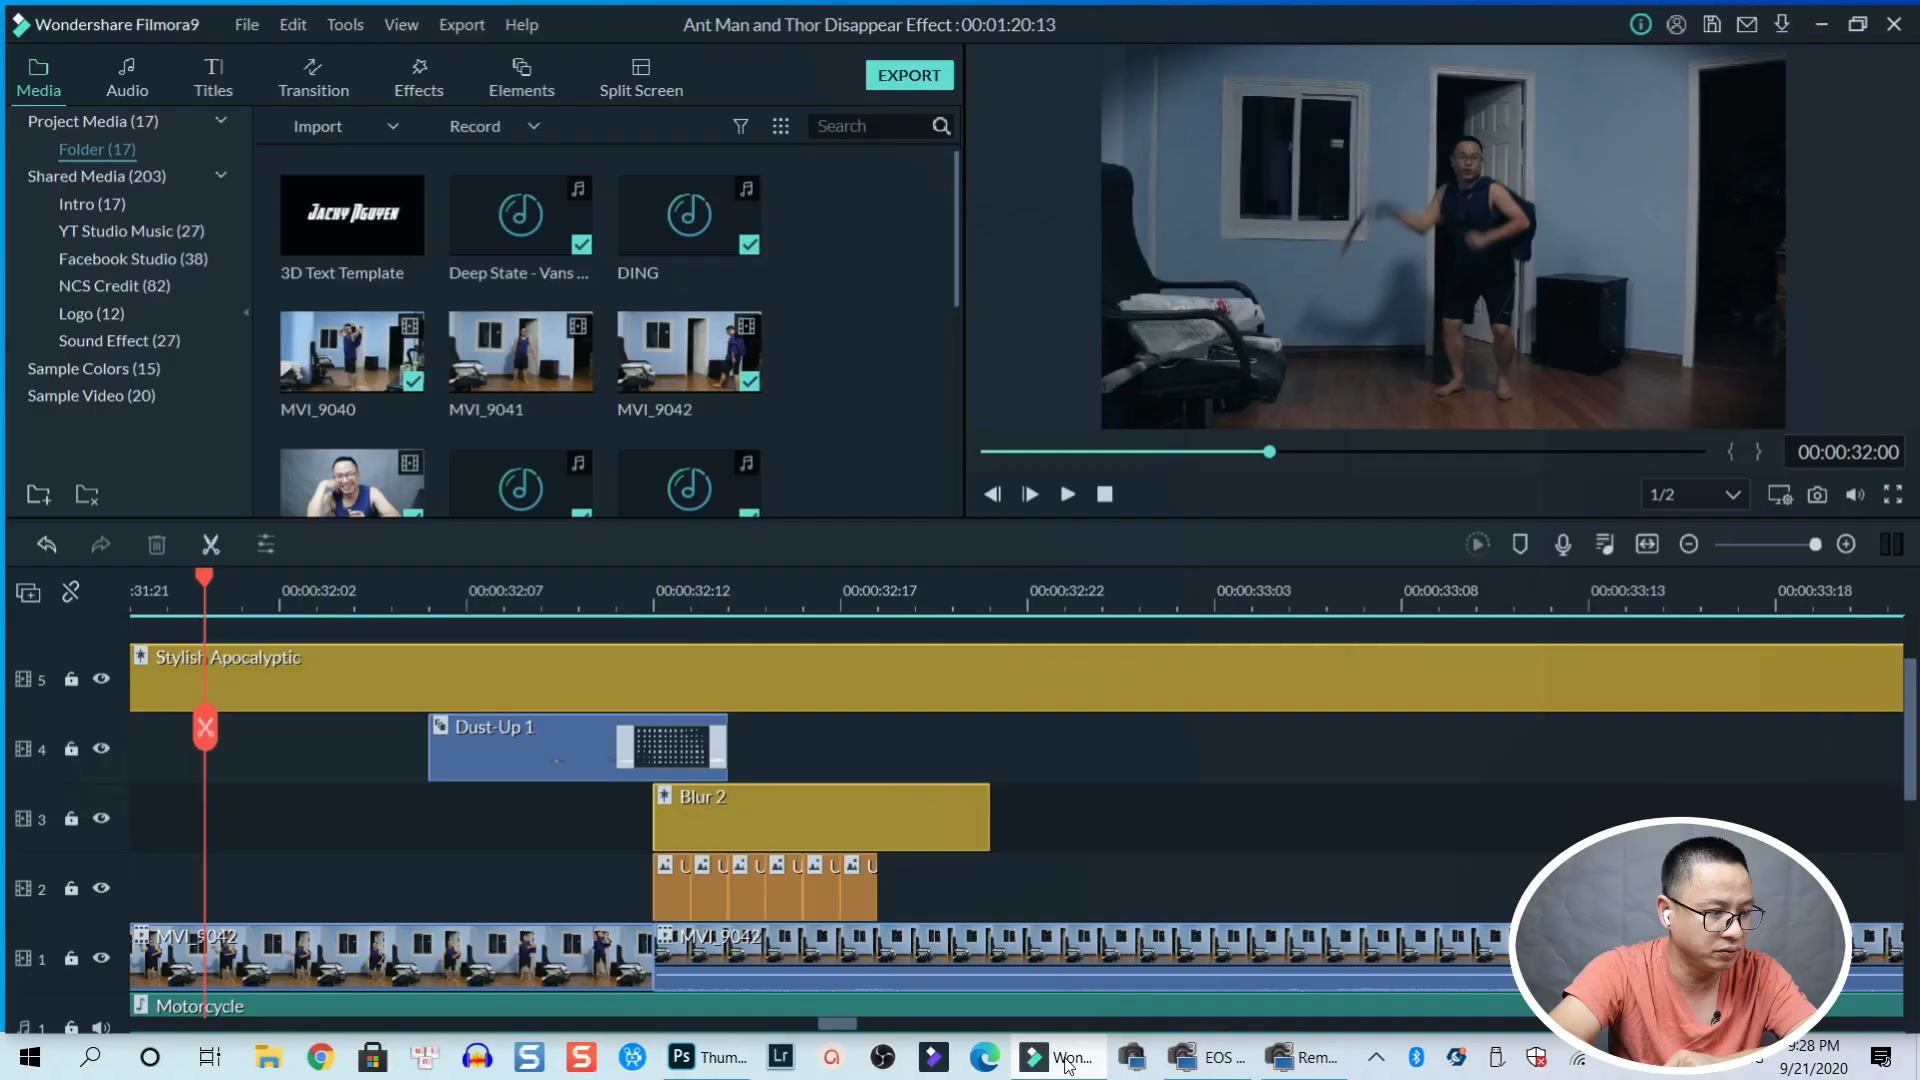 Wondershare Filmora9 File Edit Tools View Export Help Ant Man and Thor Disappear Effect : 00:01:20:13
Media Audio Titles Transition Effects Elements Split Screen EXPORT
Project Media (17)
Folder (17)
Shared Media (203)
Intro (17)
YT Studio Music (27)
Facebook Studio (38)
NCS Credit (82)
Logo (12)
Sound Effect (27)
Sample Colors (15)
Sample Video (20)
Import Record Search
JACKY NGUYEN
3D Text Template Deep State - Vans ... DING
MVI_9040 MVI_9041 MVI_9042
00:00:32:00
1/2
:31:21 00:00:32:02 00:00:32:07 00:00:32:12 00:00:32:17 00:00:32:22 00:00:33:03 00:00:33:08 00:00:33:13 00:00:33:18
5 Stylish Apocalyptic
4 Dust-Up 1
3 Blur 2
2 U U U U U U
1 MVI_9042 MVI_9042
1 Motorcycle
Ps Thum... Lr Won... EOS ... Rem...
9:28 PM
9/21/2020